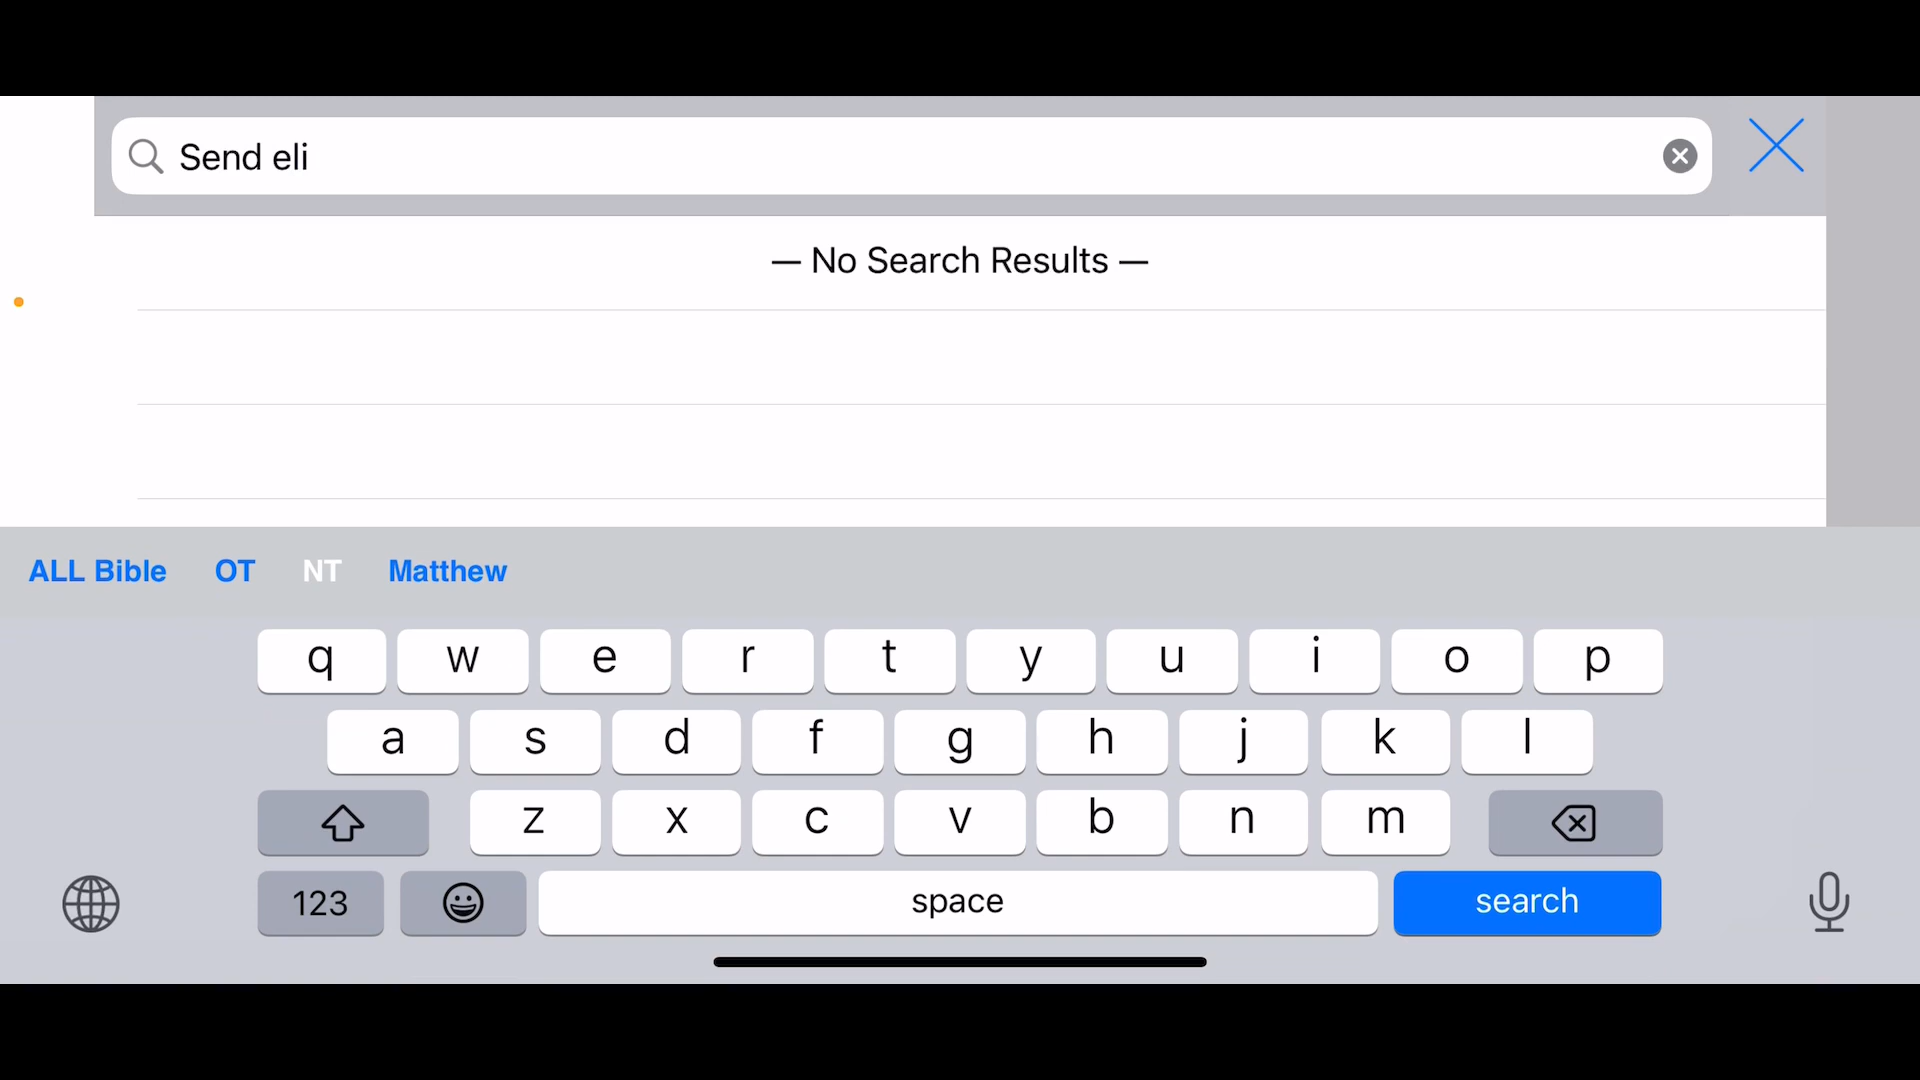 Send eli
— No Search Results —
ALL Bible OT NT Matthew
q w e r t y u i o p
a s d f g h j k l
z x c v b n m
123 space search